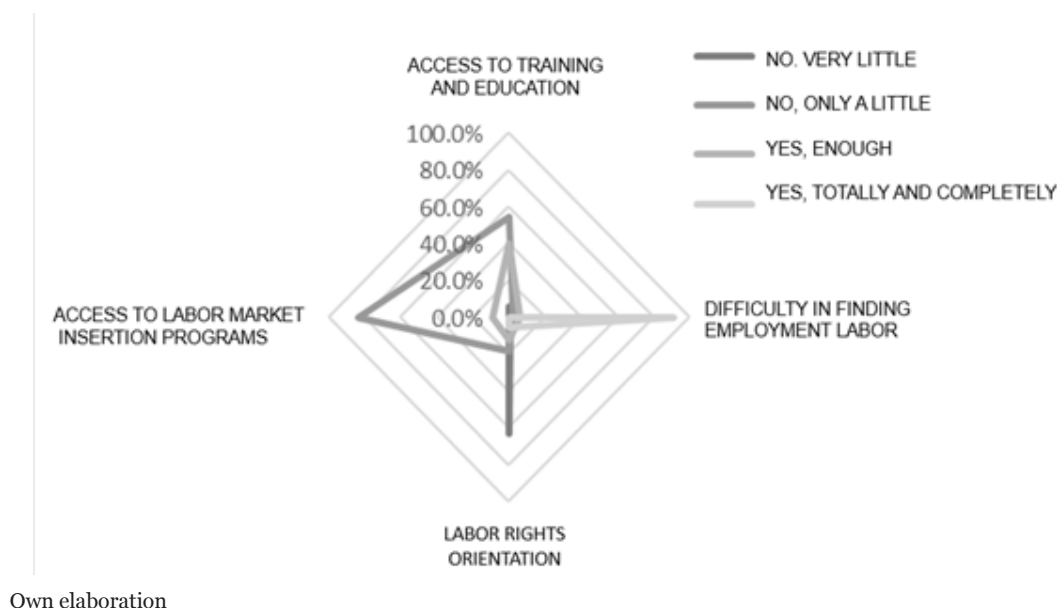 ACCESS TO TRAINING
AND EDUCATION
NO. VERY LITTLE
NO, ONLY A LITTLE
YES, ENOUGH
YES, TOTALLY AND COMPLETELY
100.0%
80.0%
60.0%
40.0%
20.0%
0.0%
ACCESS TO LABOR MARKET
INSERTION PROGRAMS
DIFFICULTY IN FINDING
EMPLOYMENT LABOR
LABOR RIGHTS
ORIENTATION
Own elaboration